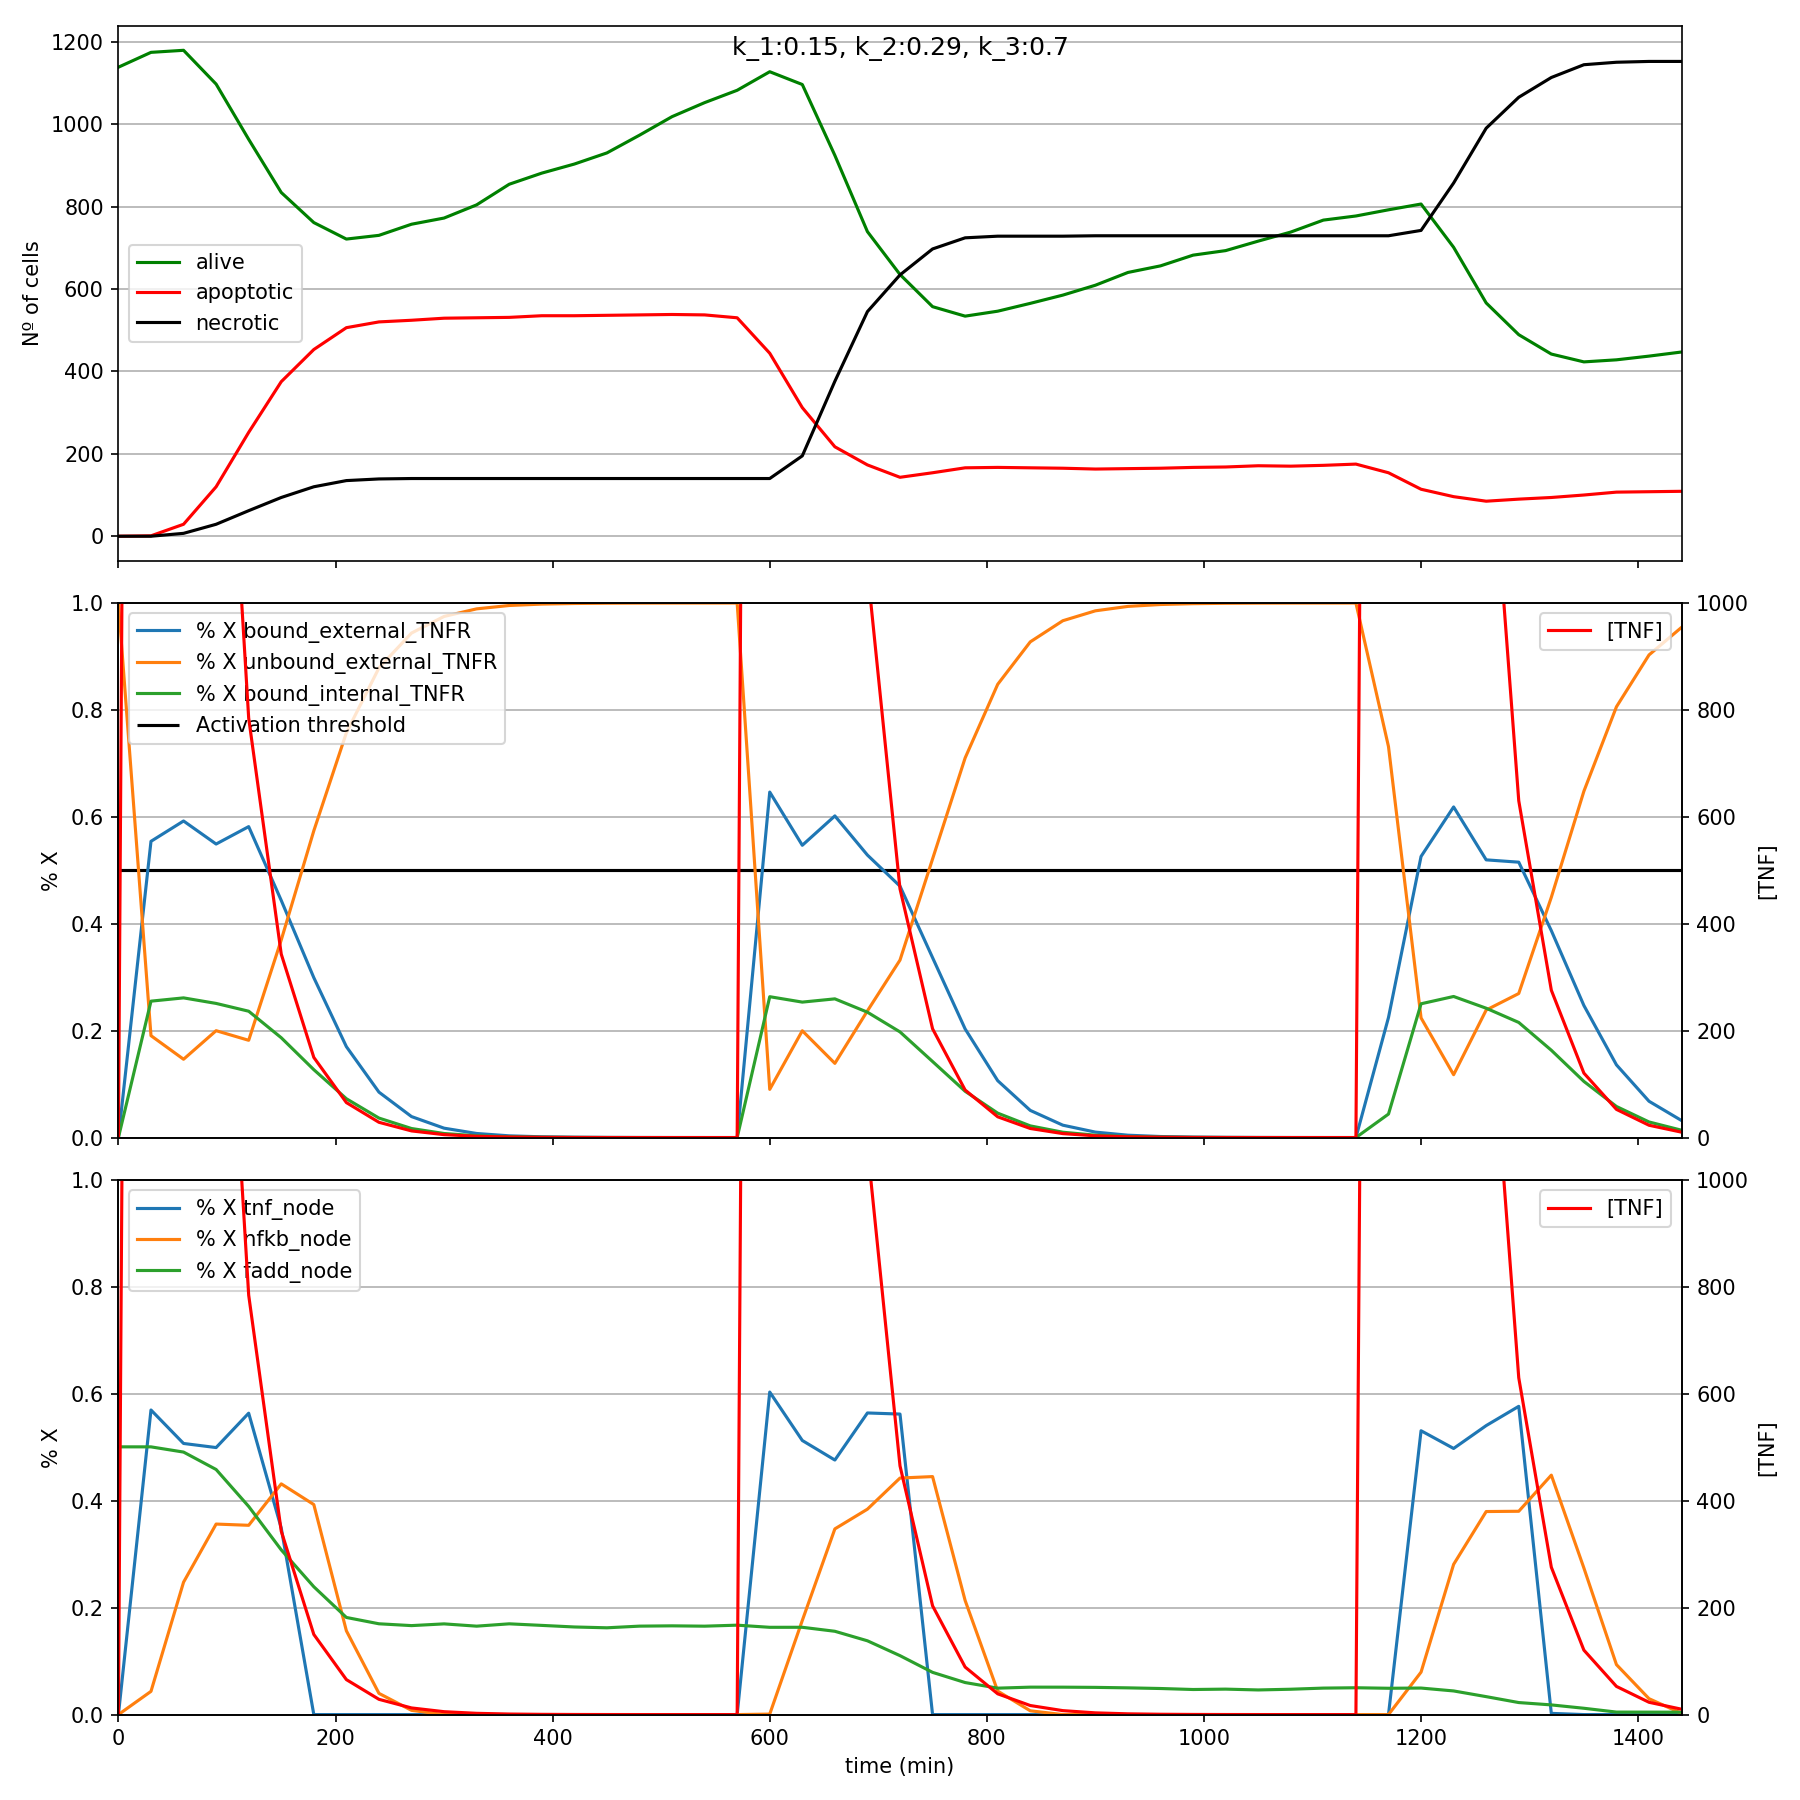 k_1:0.15, k_2:0.29, k_3:0.7
1200
1000
800
600
400
200
0
Nº of cells
alive
apoptotic
necrotic
1.0
0.8
0.6
0.4
0.2
0.0
% X
% X bound_external_TNFR
% X unbound_external_TNFR
% X bound_internal_TNFR
Activation threshold
[TNF]
1000
800
600
400
200
0
[TNF]
1.0
0.8
0.6
0.4
0.2
0.0
% X
% X tnf_node
% X nfkb_node
% X fadd_node
[TNF]
1000
800
600
400
200
0
[TNF]
0 200 400 600 800 1000 1200 1400
time (min)